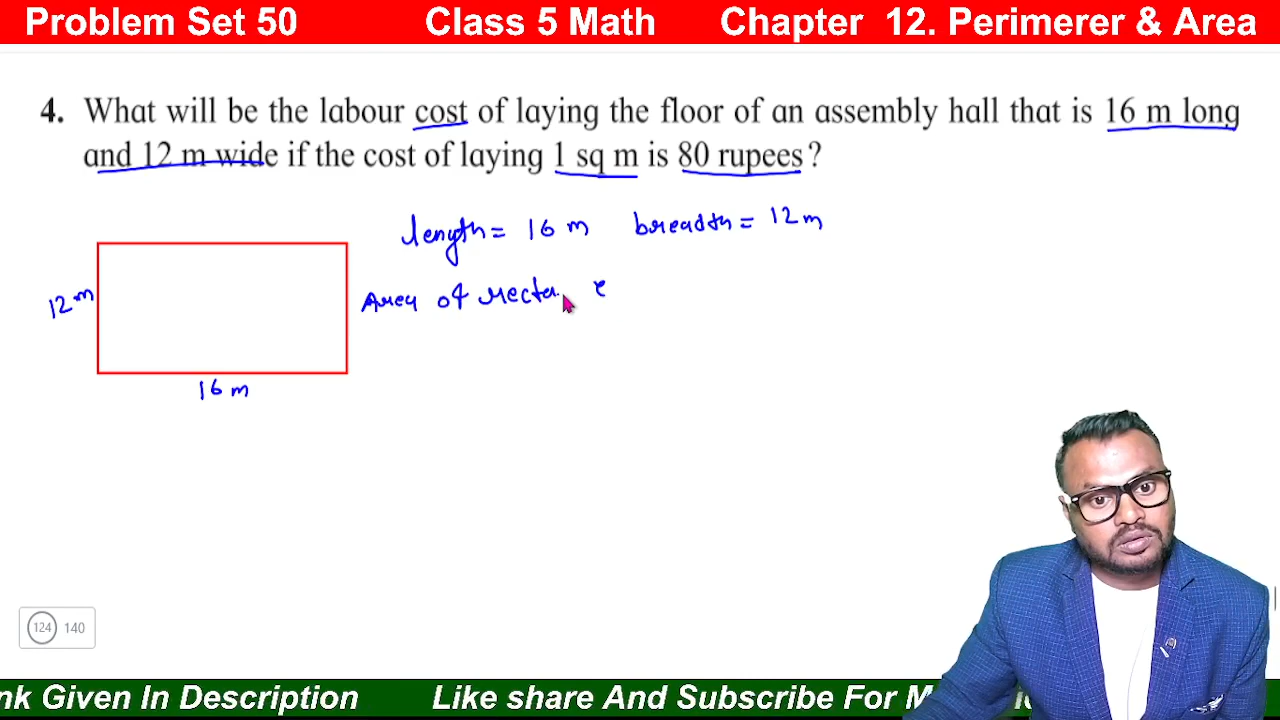 Problem Set 50 Class 5 Math Chapter 12. Perimerer & Area
4. What will be the labour cost of laying the floor of an assembly hall that is 16 m long
and 12 m wide if the cost of laying 1 sq m is 80 rupees?
length = 16 m breadth = 12 m
12 m
Area of recta e
16 m
124 140
nk Given In Description Like share And Subscribe For M